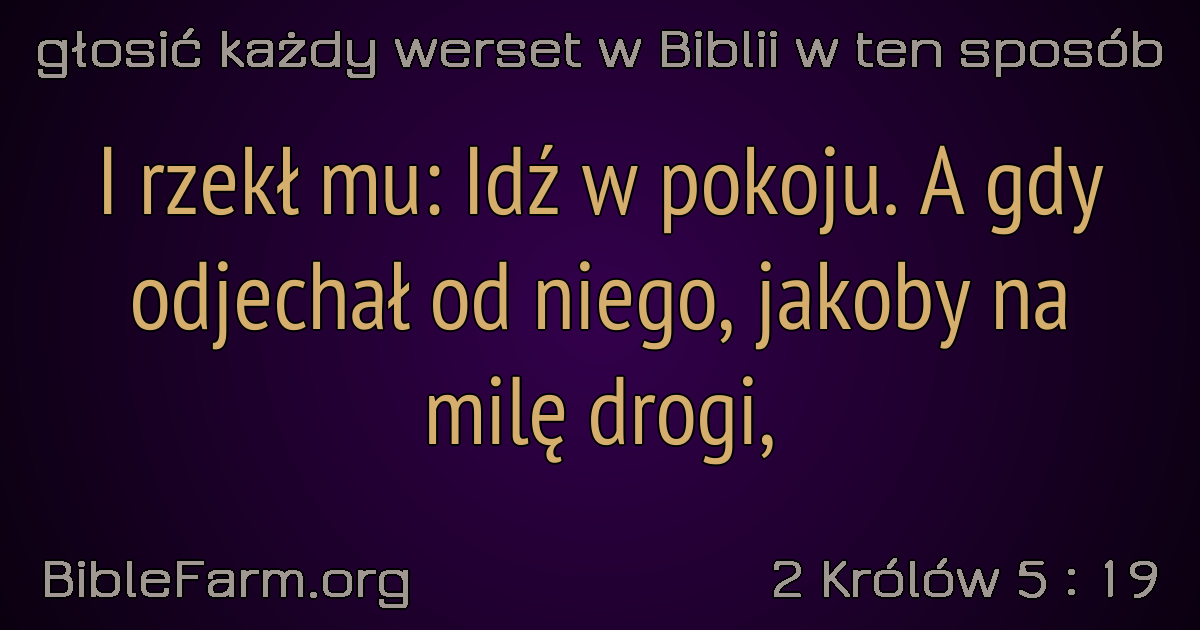 głosić każdy werset w Biblii w ten sposób
I rzekł mu: Idź w pokoju. A gdy
odjechał od niego, jakoby na
milę drogi,
BibleFarm.org
2 Królów 5 : 19